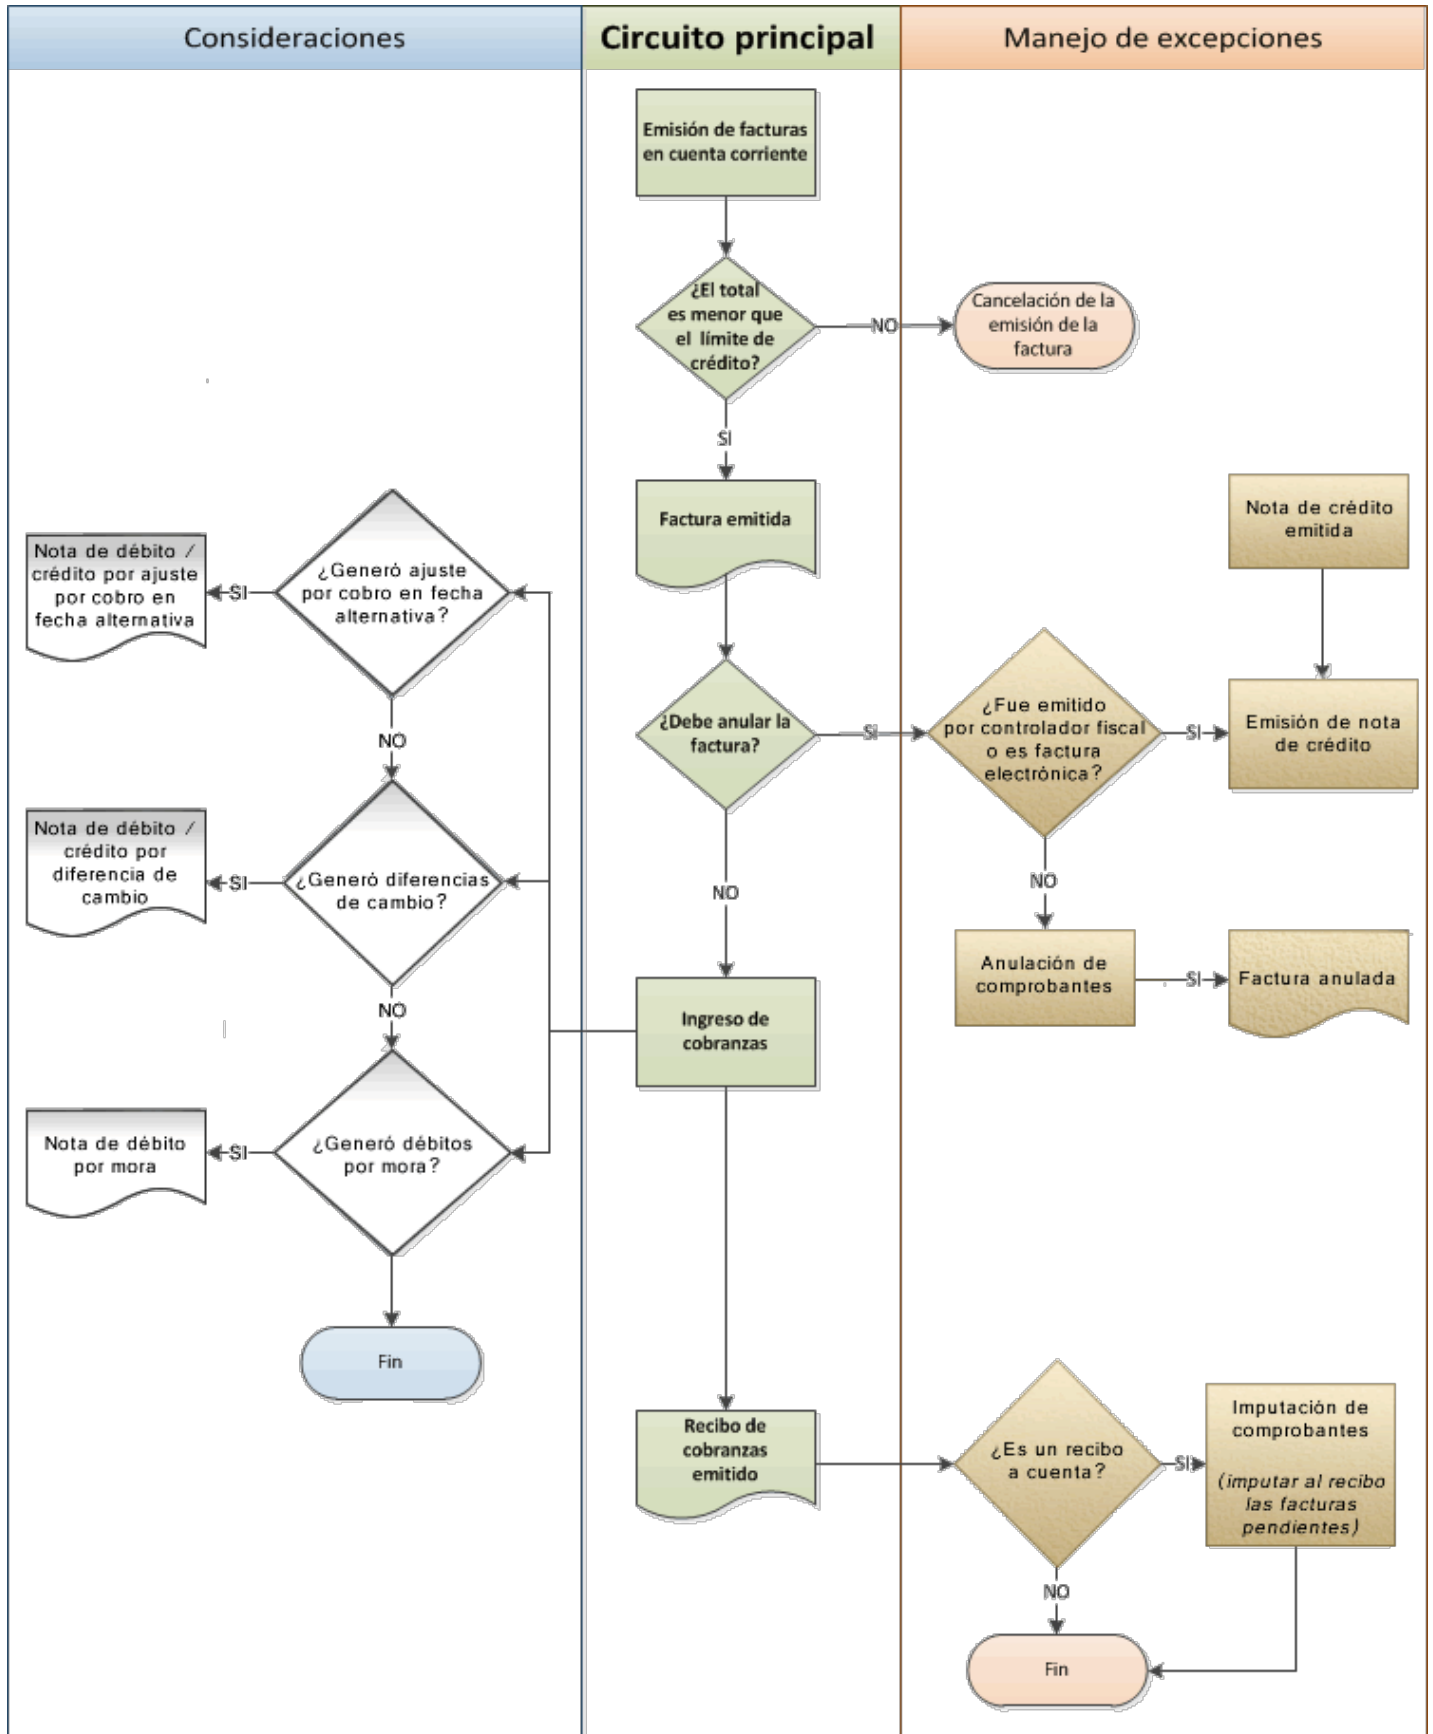 Consideraciones
Circuito principal
Manejo de excepciones
Emisión de facturas
en cuenta corriente
¿El total
es menor que
el límite de
crédito?
NO
Cancelación de la
emisión de la
factura
SI
Factura emitida
Nota de crédito
emitida
¿Generó ajuste
por cobro en fecha
alternativa?
SI
Nota de débito /
crédito por ajuste
por cobro en
fecha alternativa
NO
¿Debe anular la
factura?
SI
¿Fue emitido
por controlador fiscal
o es factura
electrónica?
SI
Emisión de nota
de crédito
¿Generó diferencias
de cambio?
SI
Nota de débito /
crédito por
diferencia de
cambio
NO
NO
NO
Anulación de
comprobantes
SI
Factura anulada
Ingreso de
cobranzas
¿Generó débitos
por mora?
SI
Nota de débito
por mora
Fin
Recibo de
cobranzas
emitido
¿Es un recibo
a cuenta?
SI
Imputación de
comprobantes
(imputar al recibo
las facturas
pendientes)
NO
Fin